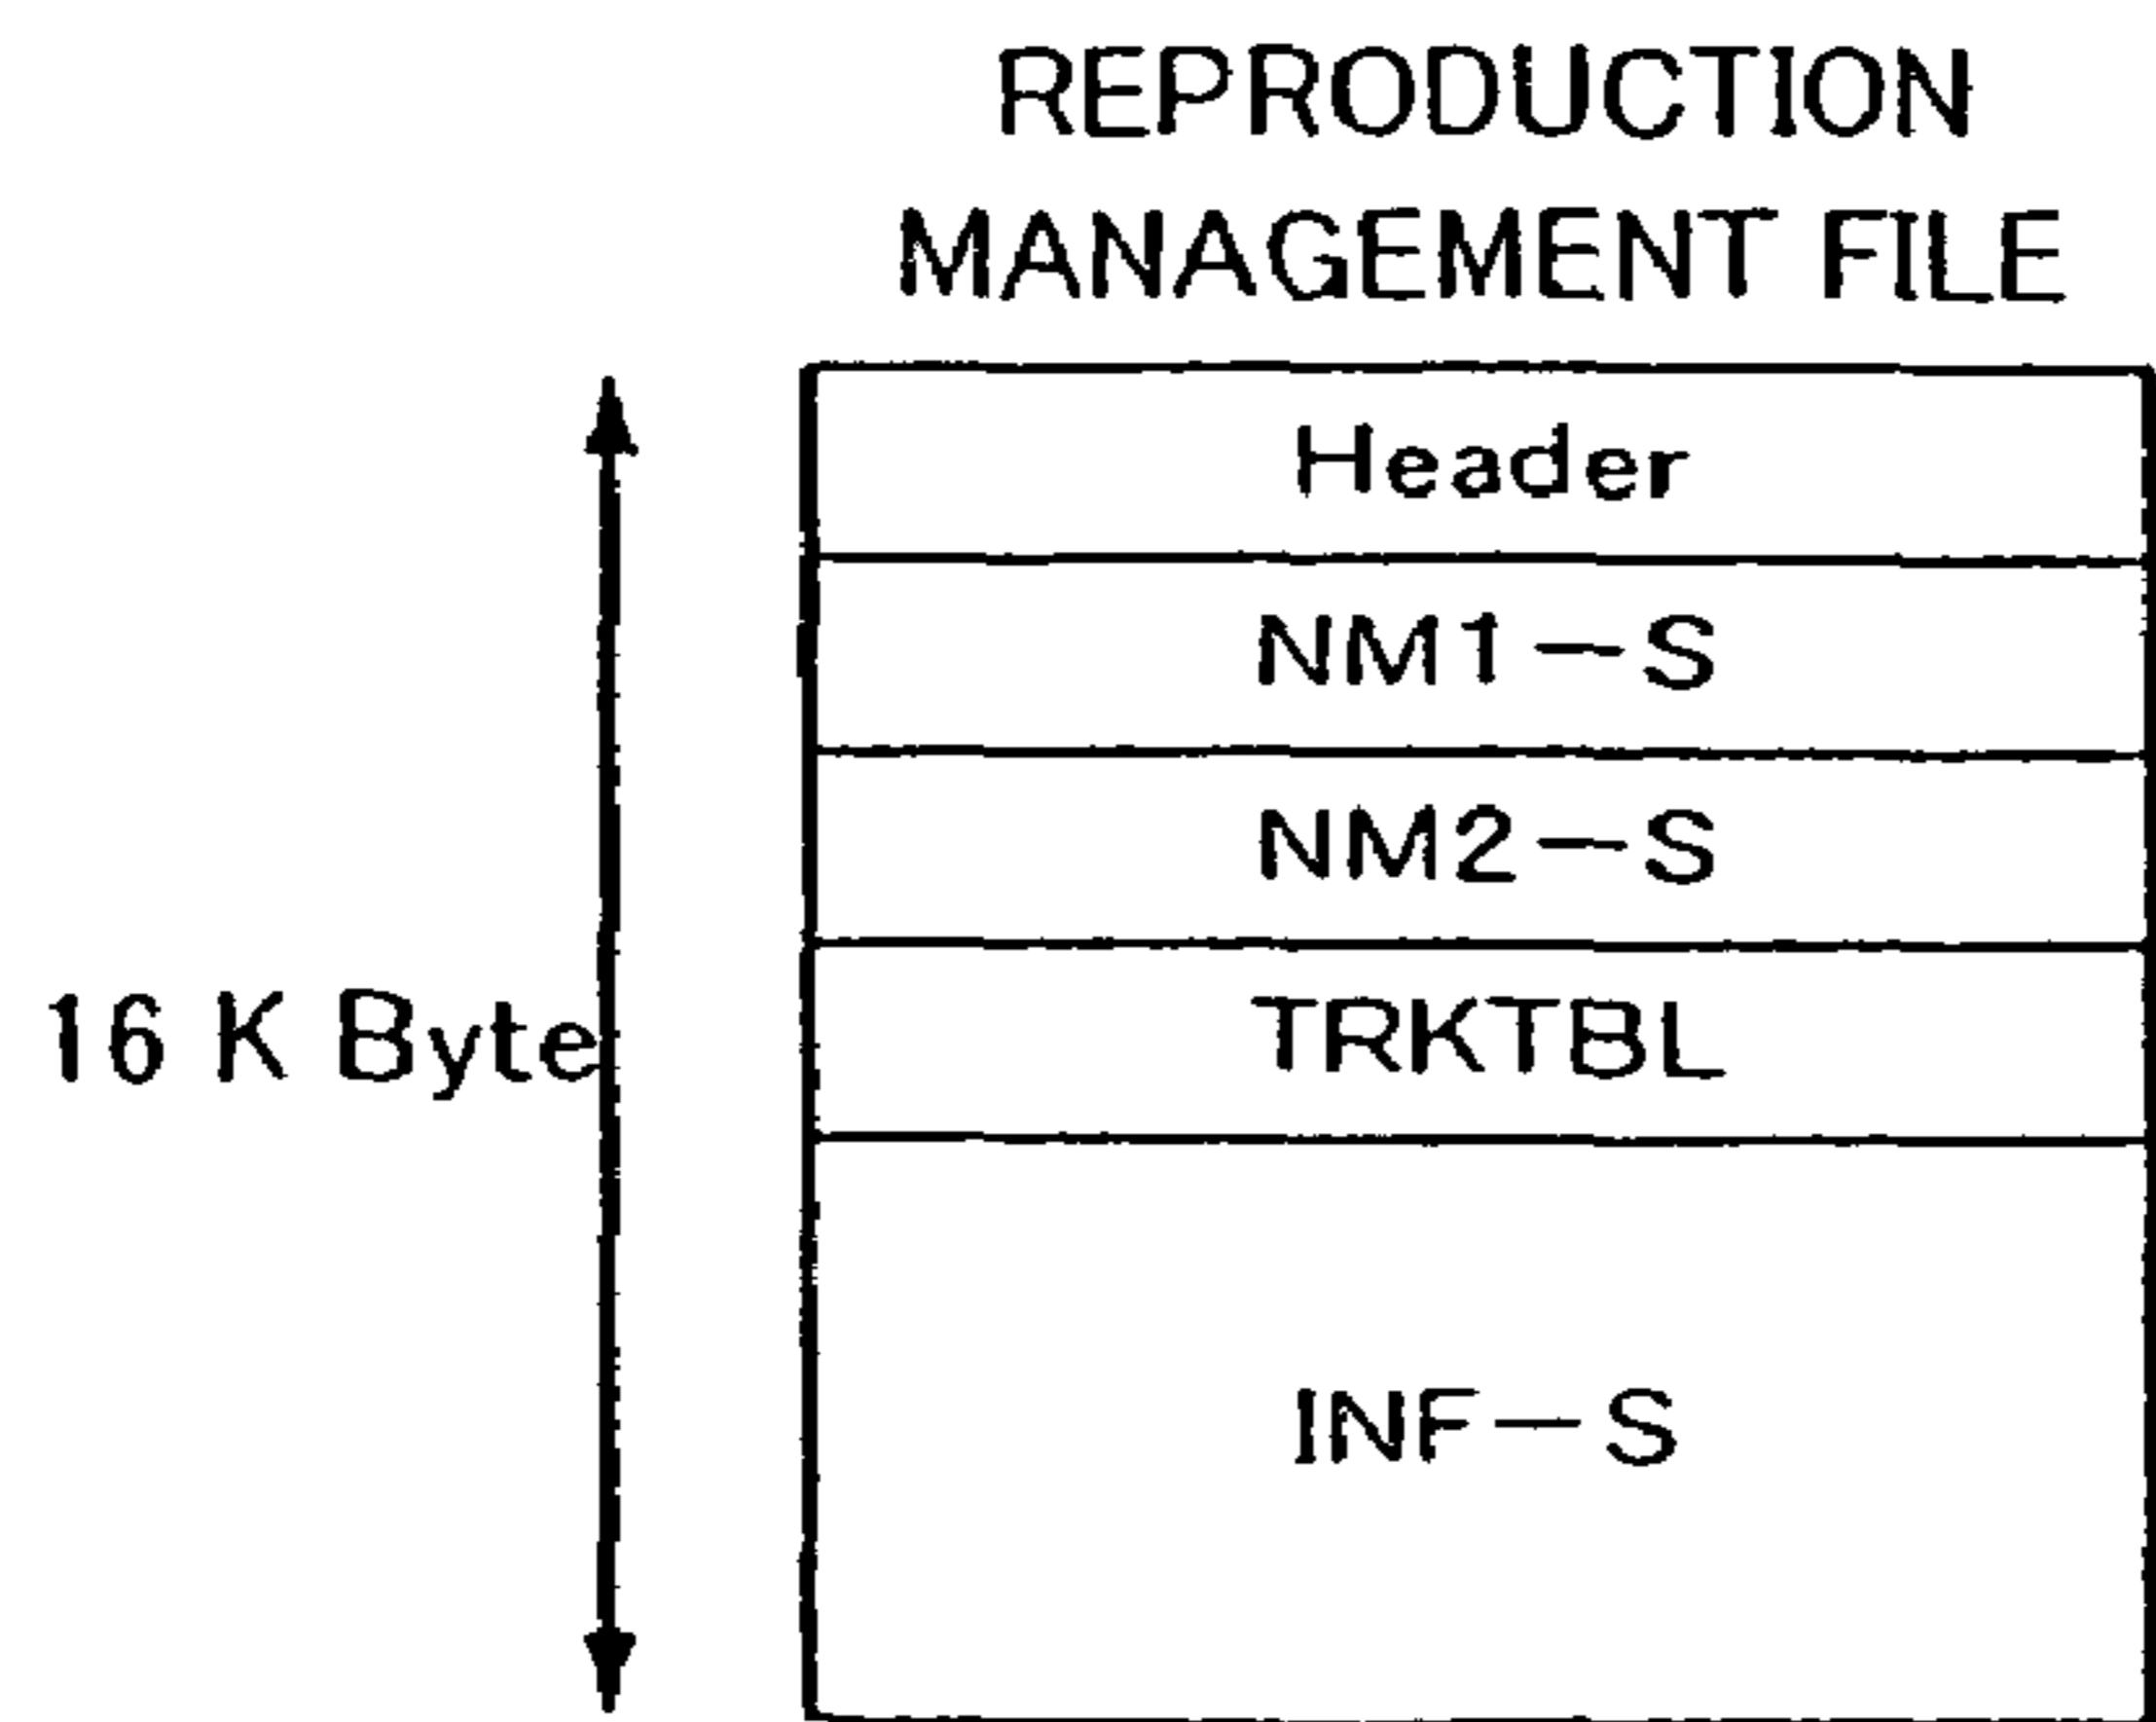 REPRODUCTION
MANAGEMENT FILE
Header
NM1-S
NM2-S
16 K Byte
TRKTBL
INF-S